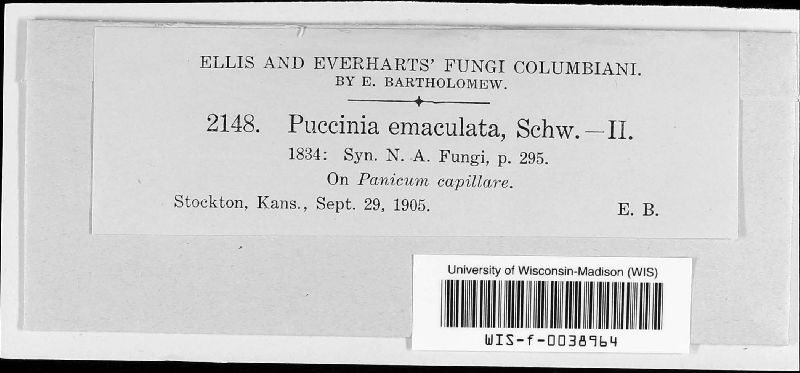 ELLIS AND EVERHARTS' FUNGI COLUMBIANI.
BY E. BARTHOLOMEW.
2148. Puccinia emaculata, Schw.—II.
1834: Syn. N. A. Fungi, p. 295.
On Panicum capillare.
Stockton, Kans., Sept. 29, 1905. E. B.
University of Wisconsin-Madison (WIS)
WIS-f-0038964